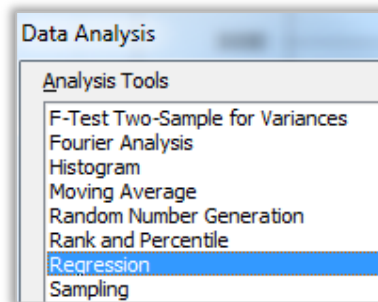 Data Analysis
Analysis Tools
F-Test Two-Sample for Variances
Fourier Analysis
Histogram
Moving Average
Random Number Generation
Rank and Percentile
Regression
Sampling